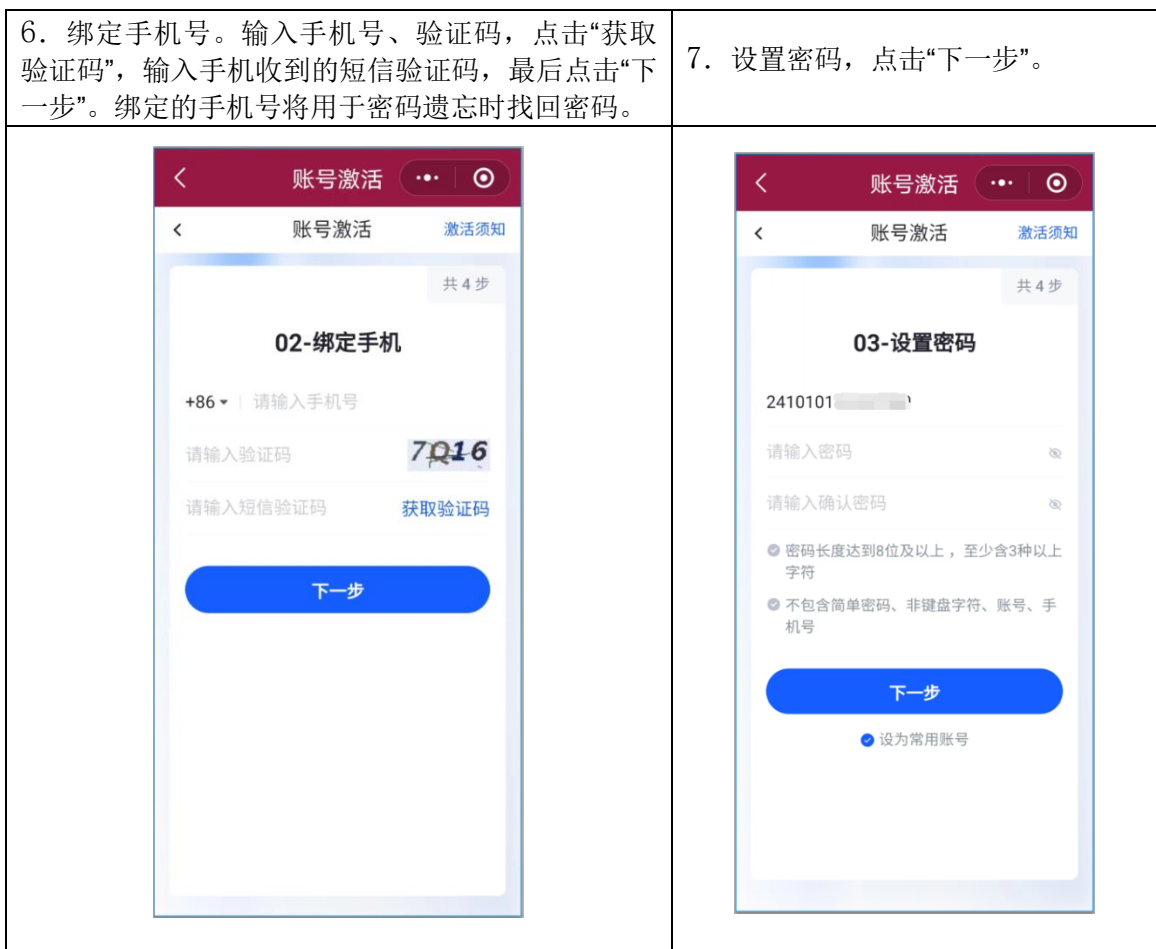 6. 绑定手机号。输入手机号、验证码，点击“获取
验证码”，输入手机收到的短信验证码，最后点击“下
一步”。绑定的手机号将用于密码遗忘时找回密码。
7. 设置密码，点击“下一步”。
账号激活
账号激活
激活须知
共4步
02-绑定手机
+86
请输入手机号
请输入验证码
7Q16
请输入短信验证码
获取验证码
下一步
账号激活
账号激活
激活须知
共4步
03-设置密码
2410101
请输入密码
请输入确认密码
密码长度达到8位及以上，至少含3种以上
字符
不包含简单密码、非键盘字符、账号、手
机号
下一步
设为常用账号